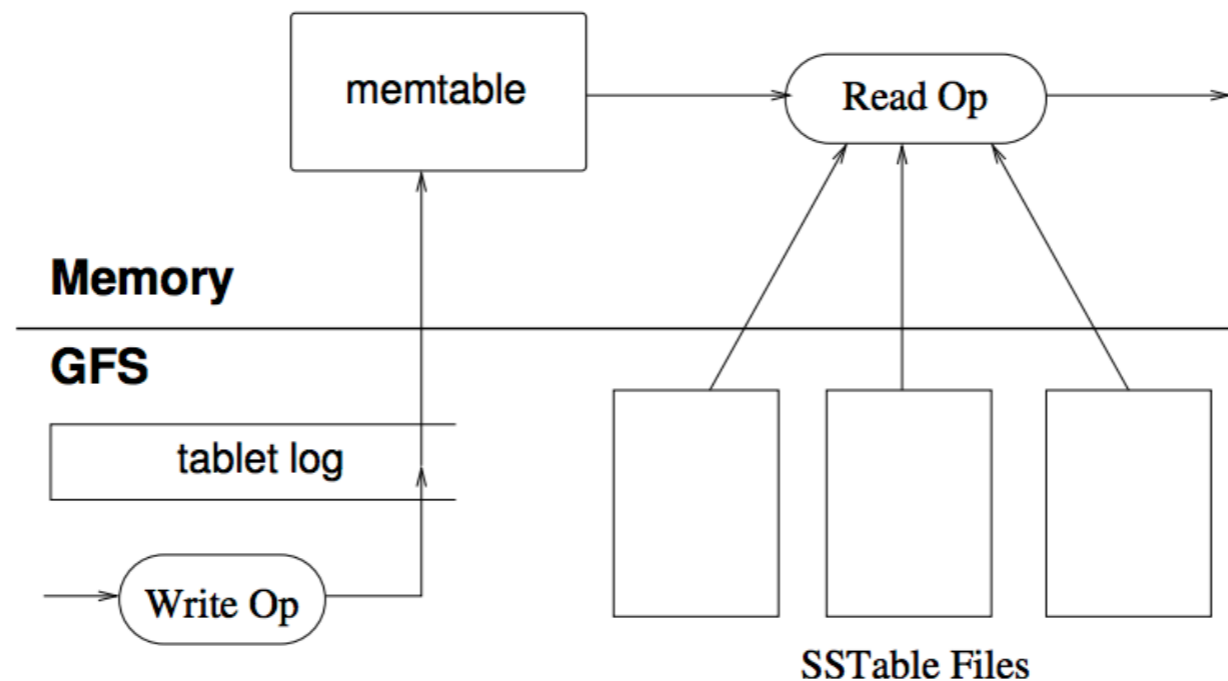 memtable
Read Op
Memory
GFS
tablet log
Write Op
SSTable Files